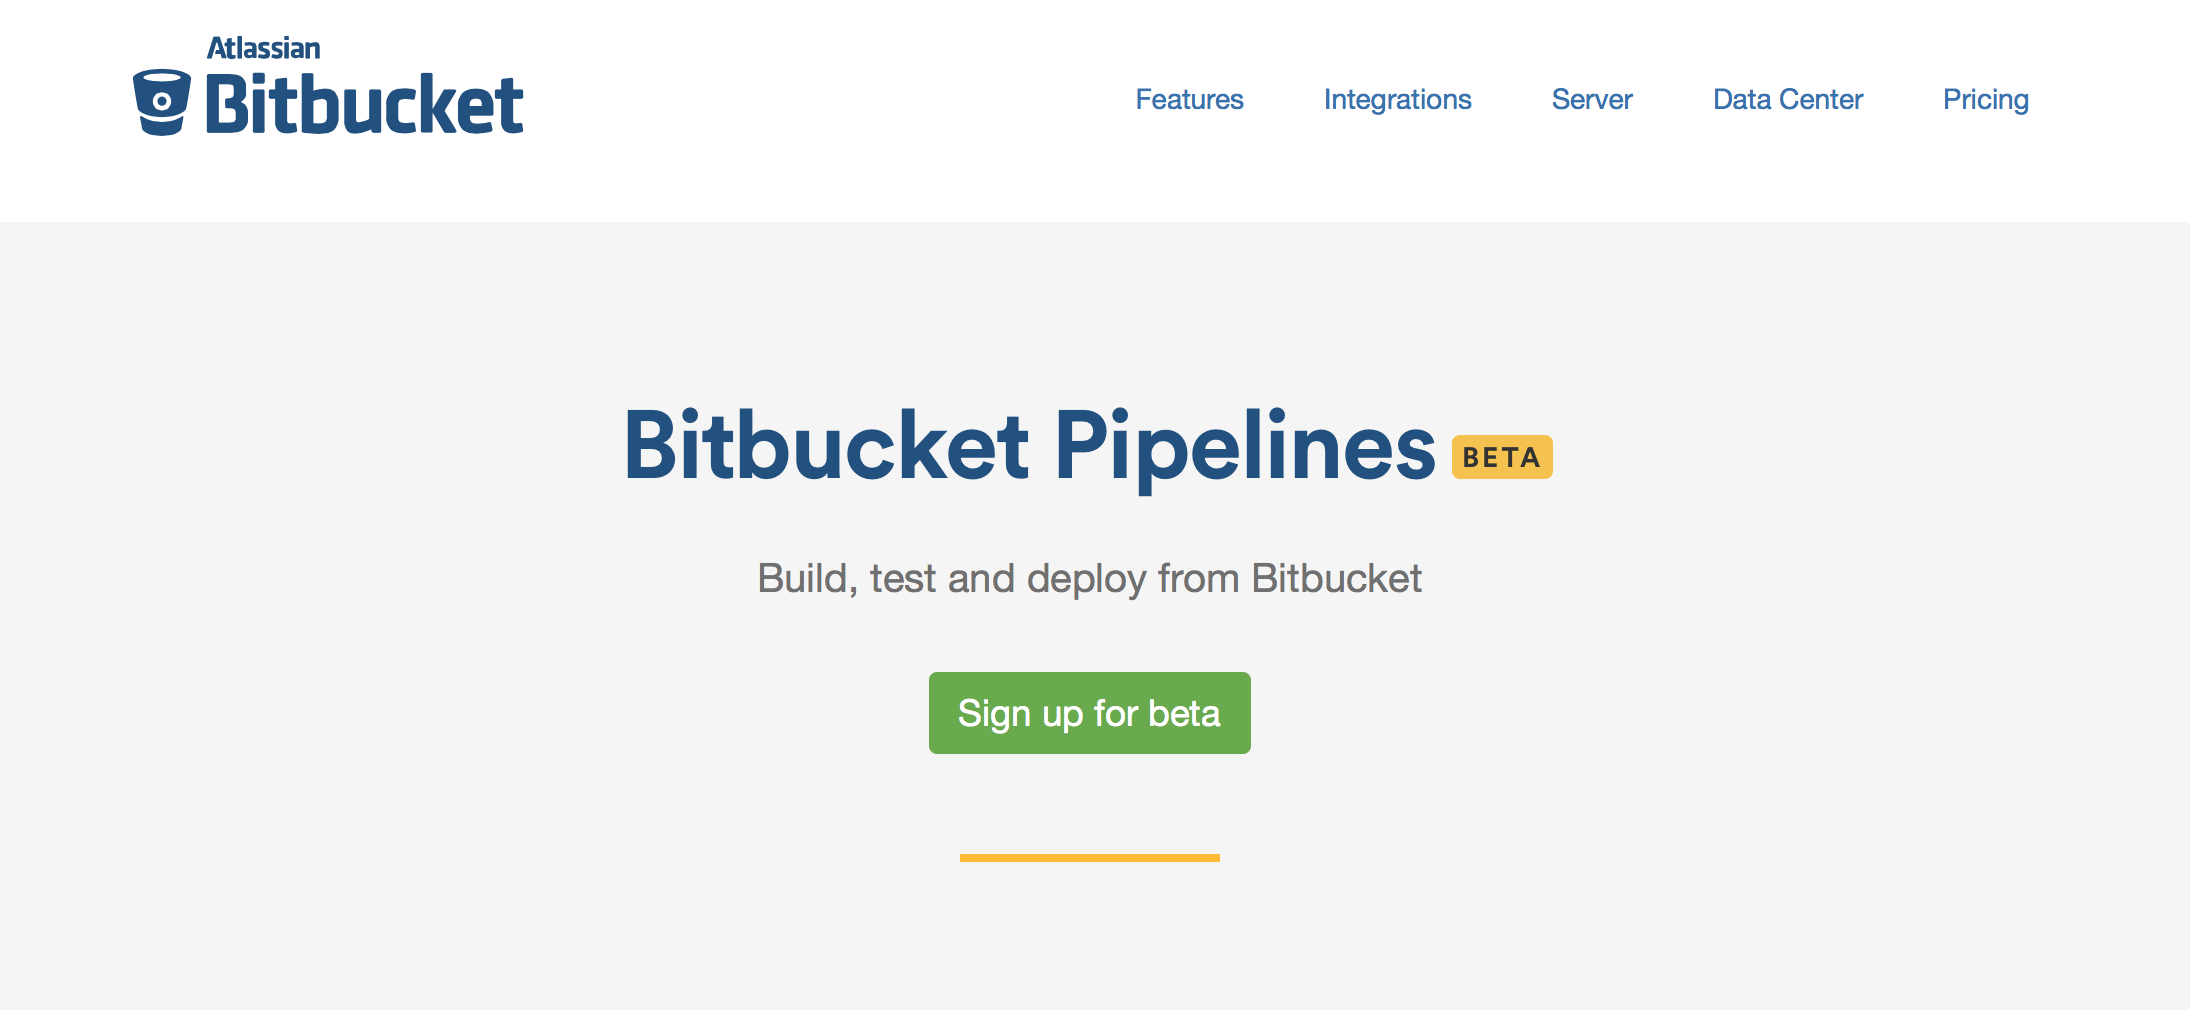 Atlassian
Bitbucket
Features Integrations Server Data Center Pricing
Bitbucket Pipelines BETA
Build, test and deploy from Bitbucket
Sign up for beta